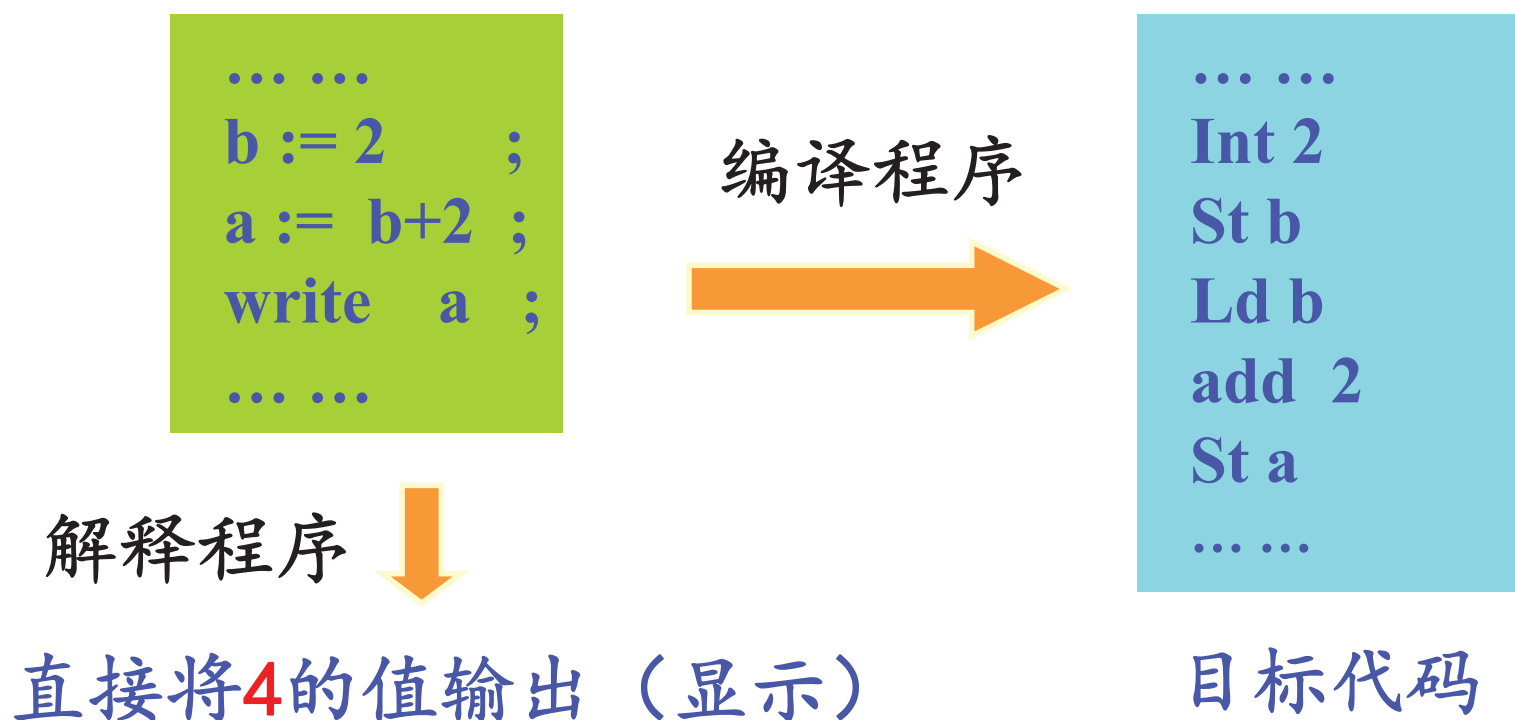 … …
b := 2 ;
a := b+2 ;
write a ;
… …
编译程序
… …
Int 2
St b
Ld b
add 2
St a
… …
解释程序
直接将4的值输出（显示）
目标代码